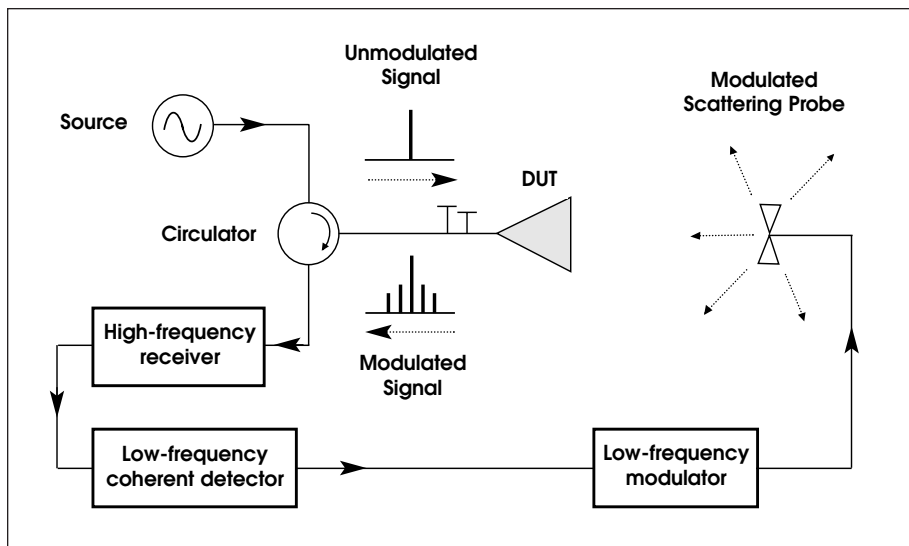 Unmodulated
Signal
Modulated
Scattering Probe
Source
DUT
Circulator
High-frequency
receiver
Modulated
Signal
Low-frequency
coherent detector
Low-frequency
modulator